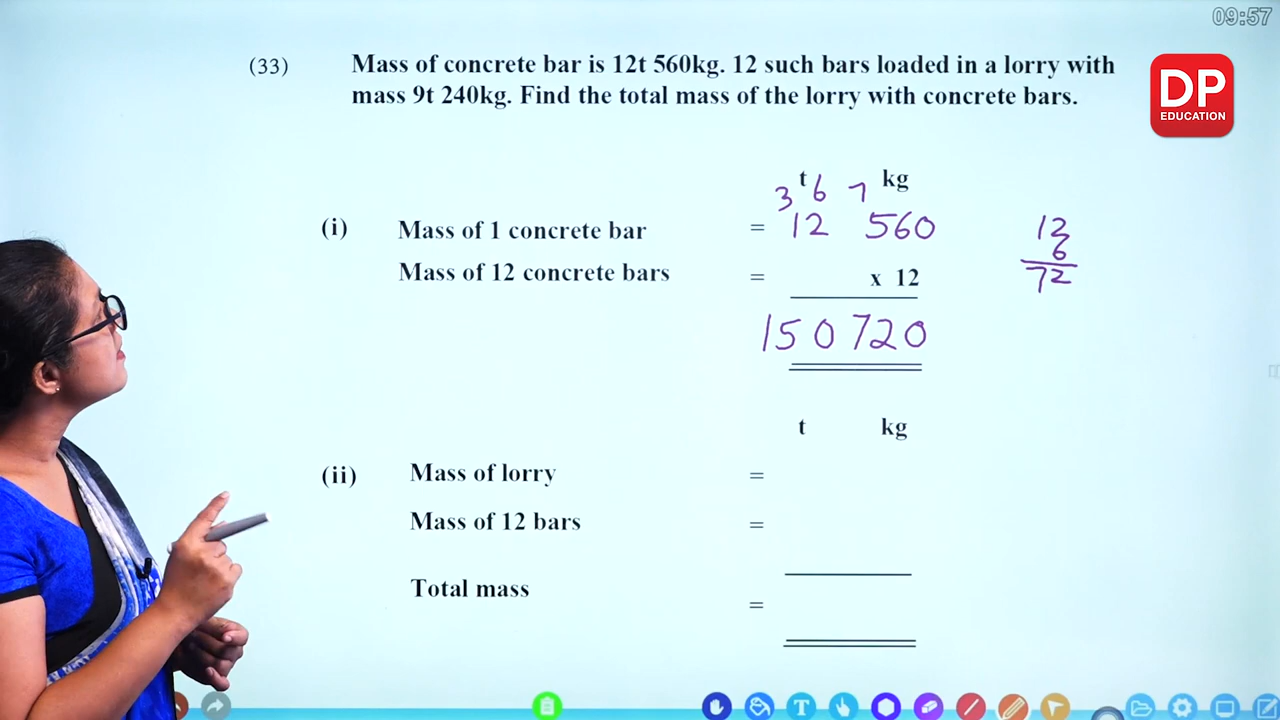 09:57
(33) Mass of concrete bar is 12t 560kg. 12 such bars loaded in a lorry with
mass 9t 240kg. Find the total mass of the lorry with concrete bars.
DP
EDUCATION
t kg
3 6 7
(i) Mass of 1 concrete bar = 12 560
Mass of 12 concrete bars = x 12
150 720
12
6
72
t kg
(ii) Mass of lorry =
Mass of 12 bars =
Total mass =
T